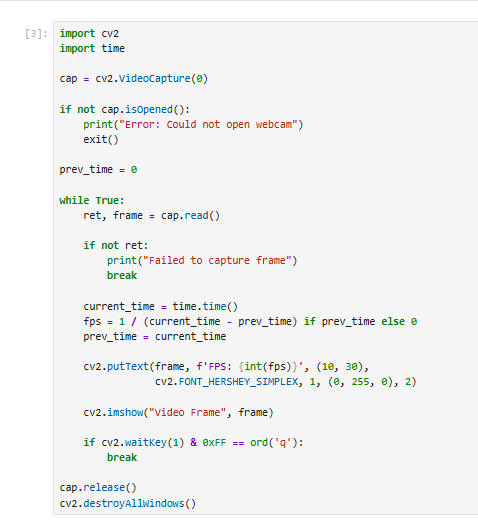 [3]: import cv2
import time
cap = cv2.VideoCapture(0)
if not cap.isOpened():
    print("Error: Could not open webcam")
    exit()
prev_time = 0
while True:
    ret, frame = cap.read()
    if not ret:
        print("Failed to capture frame")
        break
    current_time = time.time()
    fps = 1 / (current_time - prev_time) if prev_time else 0
    prev_time = current_time
    cv2.putText(frame, f'FPS: {int(fps)}', (10, 30),
                cv2.FONT_HERSHEY_SIMPLEX, 1, (0, 255, 0), 2)
    cv2.imshow("Video Frame", frame)
    if cv2.waitKey(1) & 0xFF == ord('q'):
        break
cap.release()
cv2.destroyAllWindows()